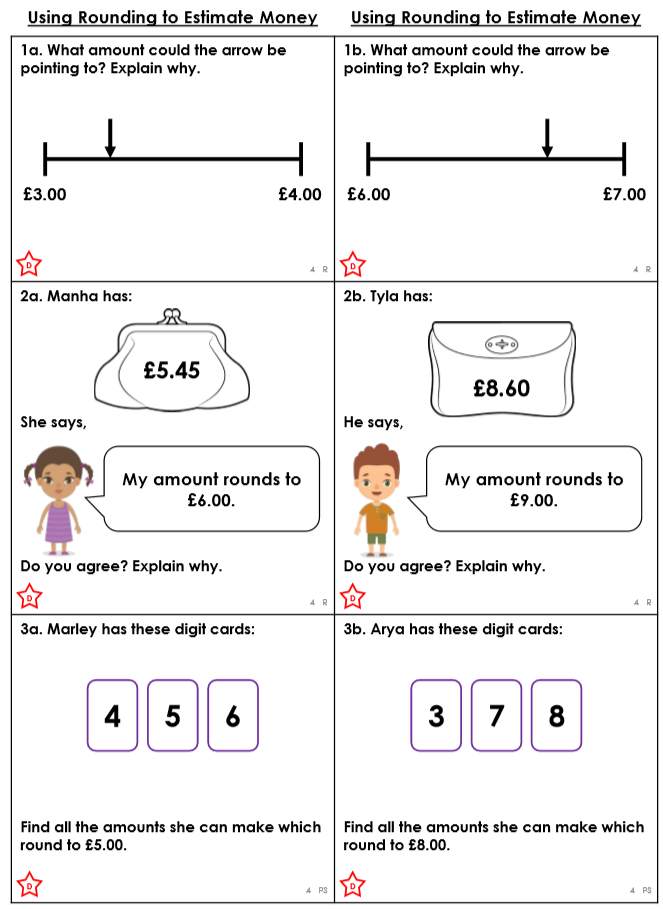 Using Rounding to Estimate Money
Using Rounding to Estimate Money
1a. What amount could the arrow be
pointing to? Explain why.
£3.00
£4.00
D
4 R
1b. What amount could the arrow be
pointing to? Explain why.
£6.00
£7.00
D
4 R
2a. Manha has:
£5.45
She says,
My amount rounds to
£6.00.
Do you agree? Explain why.
D
4 R
2b. Tyla has:
£8.60
He says,
My amount rounds to
£9.00.
Do you agree? Explain why.
D
4 R
3a. Marley has these digit cards:
4 5 6
Find all the amounts she can make which
round to £5.00.
D
4 PS
3b. Arya has these digit cards:
3 7 8
Find all the amounts she can make which
round to £8.00.
D
4 PS